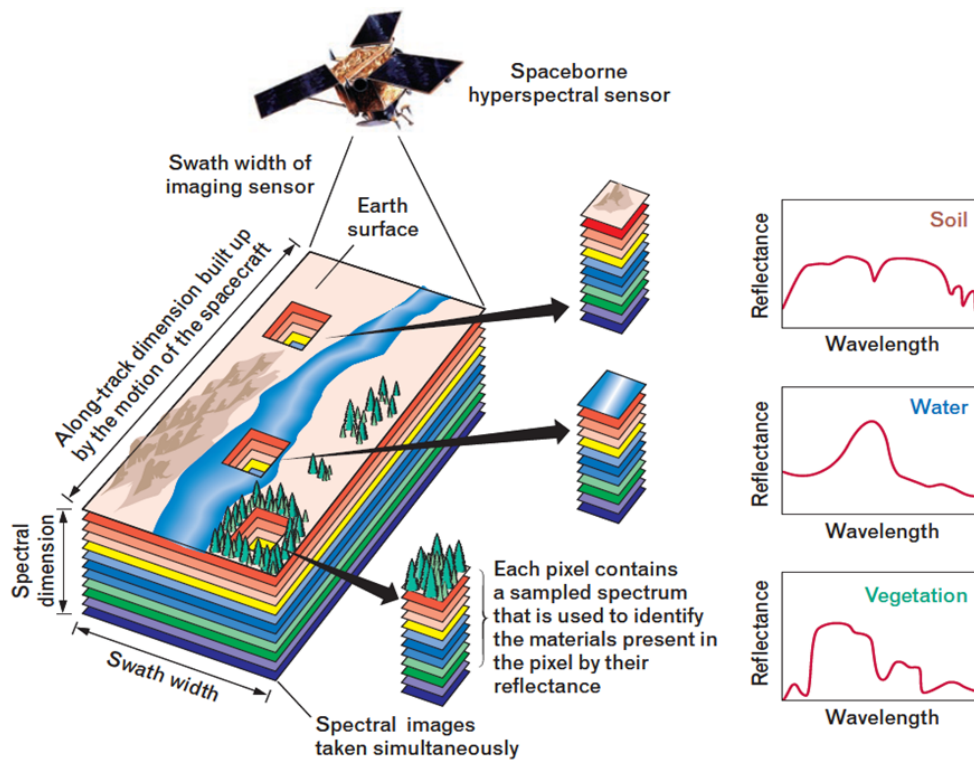 Spaceborne
hyperspectral sensor
Swath width of
imaging sensor
Earth
surface
Along-track dimension built up
by the motion of the spacecraft
Spectral
dimension
Swath width
Spectral images
taken simultaneously
Each pixel contains
a sampled spectrum
that is used to identify
the materials present in
the pixel by their
reflectance
Soil
Reflectance
Wavelength
Water
Reflectance
Wavelength
Vegetation
Reflectance
Wavelength